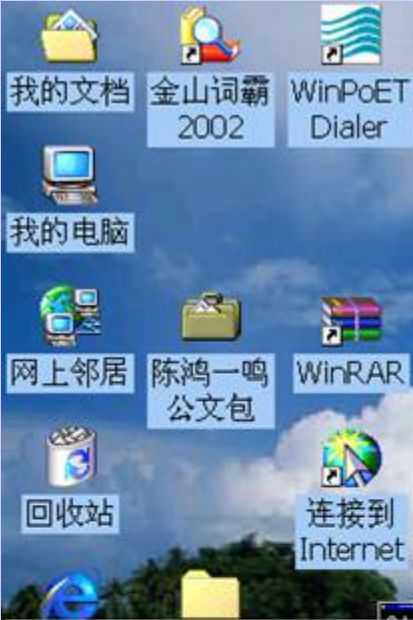 我的文档
金山词霸
2002
WinPoET
Dialer
我的电脑
网上邻居
陈鸿一鸣
公文包
WinRAR
回收站
连接到
Internet